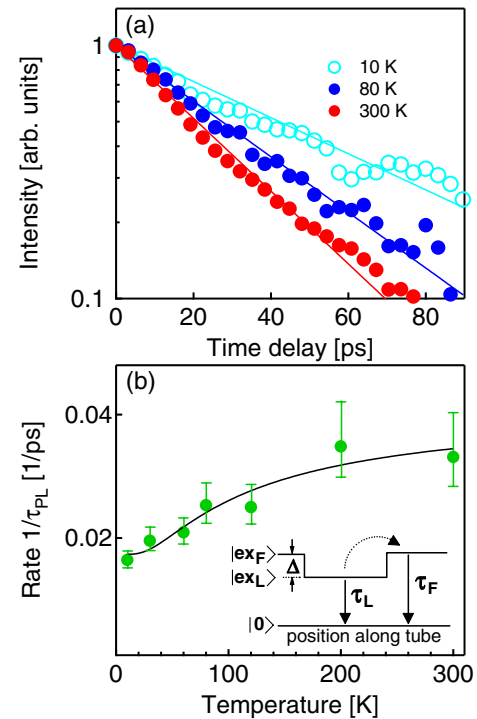 (a)
1
10 K
80 K
300 K
0.1
Intensity [arb. units]
0 20 40 60 80
Time delay [ps]
(b)
0.04
0.02
Rate 1/τPL [1/ps]
|exF⟩
Δ
|exL⟩
τL
τF
|0⟩
position along tube
0 100 200 300
Temperature [K]